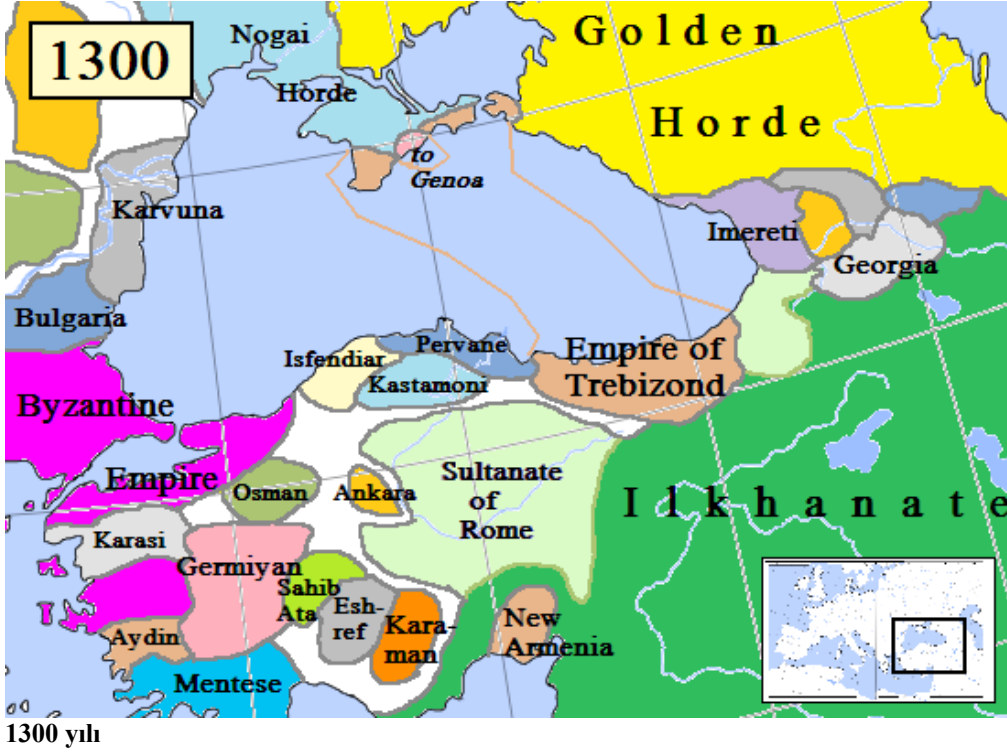 1300
Nogai
Horde
Golden
Horde
to
Genoa
Karvuna
Imereti
Georgia
Bulgaria
Pervane
Isfendiar
Kastamoni
Empire of
Trebizond
Byzantine
Empire
Osman
Ankara
Sultanate
of
Rome
Ilkhanate
Karasi
Germiyan
Sahib
Ata
Esh-
ref
Kara-
man
New
Armenia
Aydin
Mentese
1300 yılı